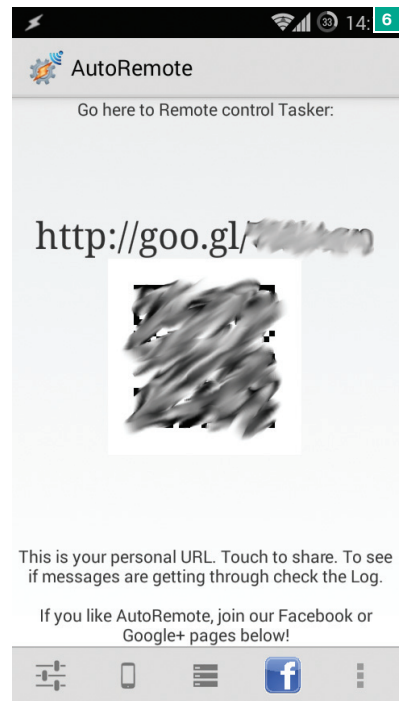 33 14: 6
AutoRemote
Go here to Remote control Tasker:
http://goo.gl/
This is your personal URL. Touch to share. To see
if messages are getting through check the Log.
If you like AutoRemote, join our Facebook or
Google+ pages below!
f